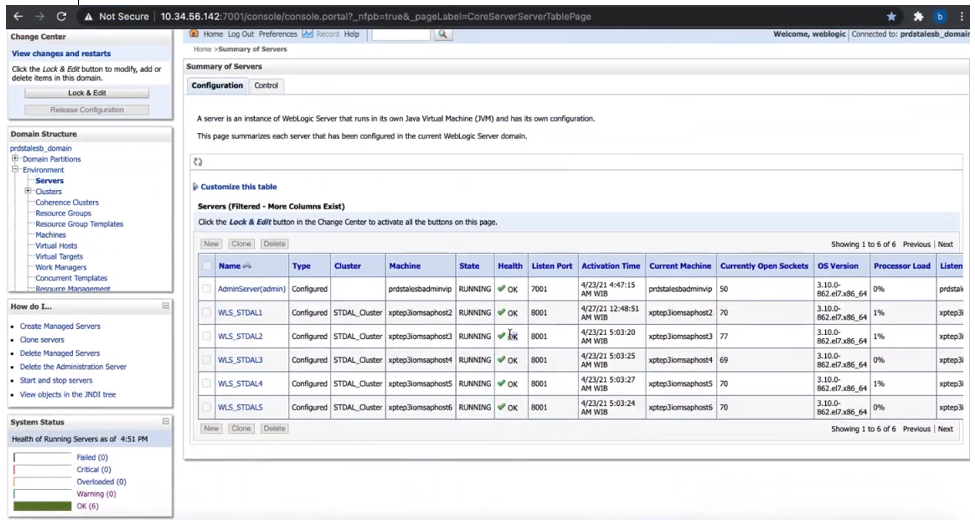 Not Secure | 10.34.56.142:7001/console/console.portal?_nfpb=true&_pageLabel=CoreServerServerTablePage
b
Change Center
View changes and restarts
Click the Lock & Edit button to modify, add or
delete items in this domain.
Lock & Edit
Release Configuration
Domain Structure
prdstalesb_domain
Domain Partitions
Environment
Servers
Clusters
Coherence Clusters
Resource Groups
Resource Group Templates
Machines
Virtual Hosts
Virtual Targets
Work Managers
Concurrent Templates
Resource Management
How do I...
Create Managed Servers
Clone servers
Delete Managed Servers
Delete the Administration Server
Start and stop servers
View objects in the JNDI tree
System Status
Health of Running Servers as of 4:51 PM
Failed (0)
Critical (0)
Overloaded (0)
Warning (0)
OK (6)
Home Log Out Preferences Record Help
Welcome, weblogic Connected to: prdstalesb_domain
Home >Summary of Servers
Summary of Servers
Configuration Control
A server is an instance of WebLogic Server that runs in its own Java Virtual Machine (JVM) and has its own configuration.
This page summarizes each server that has been configured in the current WebLogic Server domain.
Customize this table
Servers (Filtered - More Columns Exist)
Click the Lock & Edit button in the Change Center to activate all the buttons on this page.
New Clone Delete Showing 1 to 6 of 6 Previous | Next
Name Type Cluster Machine State Health Listen Port Activation Time Current Machine Currently Open Sockets OS Version Processor Load Listen
AdminServer(admin) Configured prdstalesbadminvip RUNNING OK 7001 4/23/21 4:47:15 AM WIB prdstalesbadminvip 50 3.10.0-862.el7.x86_64 0% prdstal
WLS_STDAL1 Configured STDAL_Cluster xptep3iomsaphost2 RUNNING OK 8001 4/27/21 12:48:51 AM WIB xptep3iomsaphost2 70 3.10.0-862.el7.x86_64 1% xptep3i
WLS_STDAL2 Configured STDAL_Cluster xptep3iomsaphost3 RUNNING OK 8001 4/23/21 5:03:20 AM WIB xptep3iomsaphost3 77 3.10.0-862.el7.x86_64 1% xptep3i
WLS_STDAL3 Configured STDAL_Cluster xptep3iomsaphost4 RUNNING OK 8001 4/23/21 5:03:25 AM WIB xptep3iomsaphost4 69 3.10.0-862.el7.x86_64 0% xptep3i
WLS_STDAL4 Configured STDAL_Cluster xptep3iomsaphost5 RUNNING OK 8001 4/23/21 5:03:27 AM WIB xptep3iomsaphost5 70 3.10.0-862.el7.x86_64 1% xptep3i
WLS_STDAL5 Configured STDAL_Cluster xptep3iomsaphost6 RUNNING OK 8001 4/23/21 5:03:24 AM WIB xptep3iomsaphost6 70 3.10.0-862.el7.x86_64 0% xptep3i
New Clone Delete Showing 1 to 6 of 6 Previous | Next